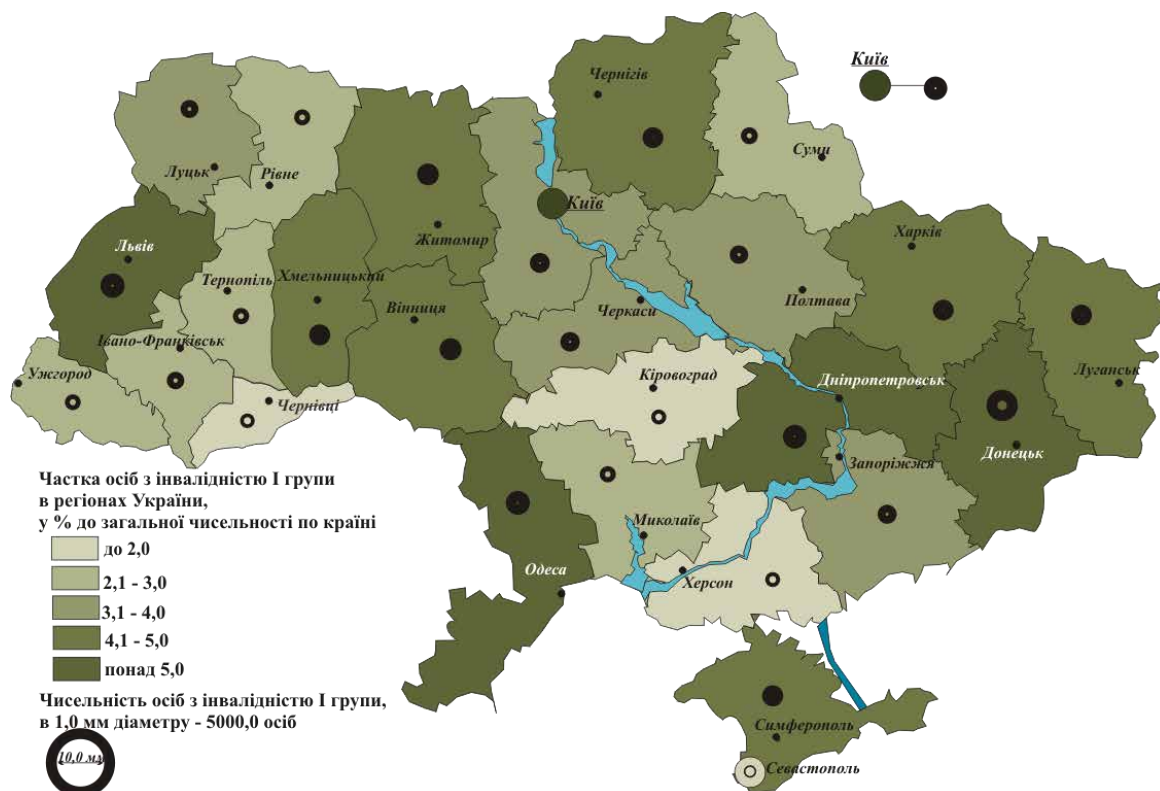 Київ
Чернігів
Суми
Луцьк
Рівне
Київ
Житомир
Харків
Львів
Тернопіль
Хмельницький
Вінниця
Черкаси
Полтава
Івано-Франківськ
Ужгород
Чернівці
Кіровоград
Дніпропетровськ
Луганськ
Донецьк
Запоріжжя
Миколаїв
Одеса
Херсон
Симферополь
Севастополь
Частка осіб з інвалідністю І групи
в регіонах України,
у % до загальної чисельності по країні
до 2,0
2,1 - 3,0
3,1 - 4,0
4,1 - 5,0
понад 5,0
Чисельність осіб з інвалідністю І групи,
в 1,0 мм діаметру - 5000,0 осіб
10,0 мм